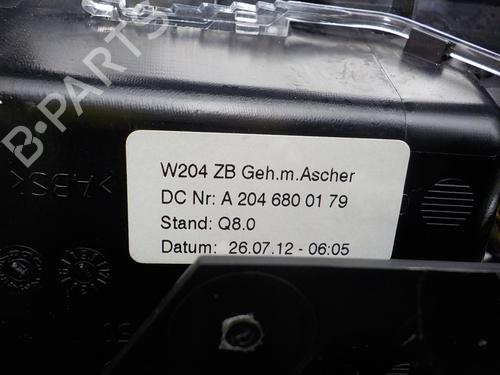 B-PARTS
W204 ZB Geh.m.Ascher
DC Nr: A 204 680 01 79
Stand: Q8.0
Datum: 26.07.12 - 06:05
>ABS<